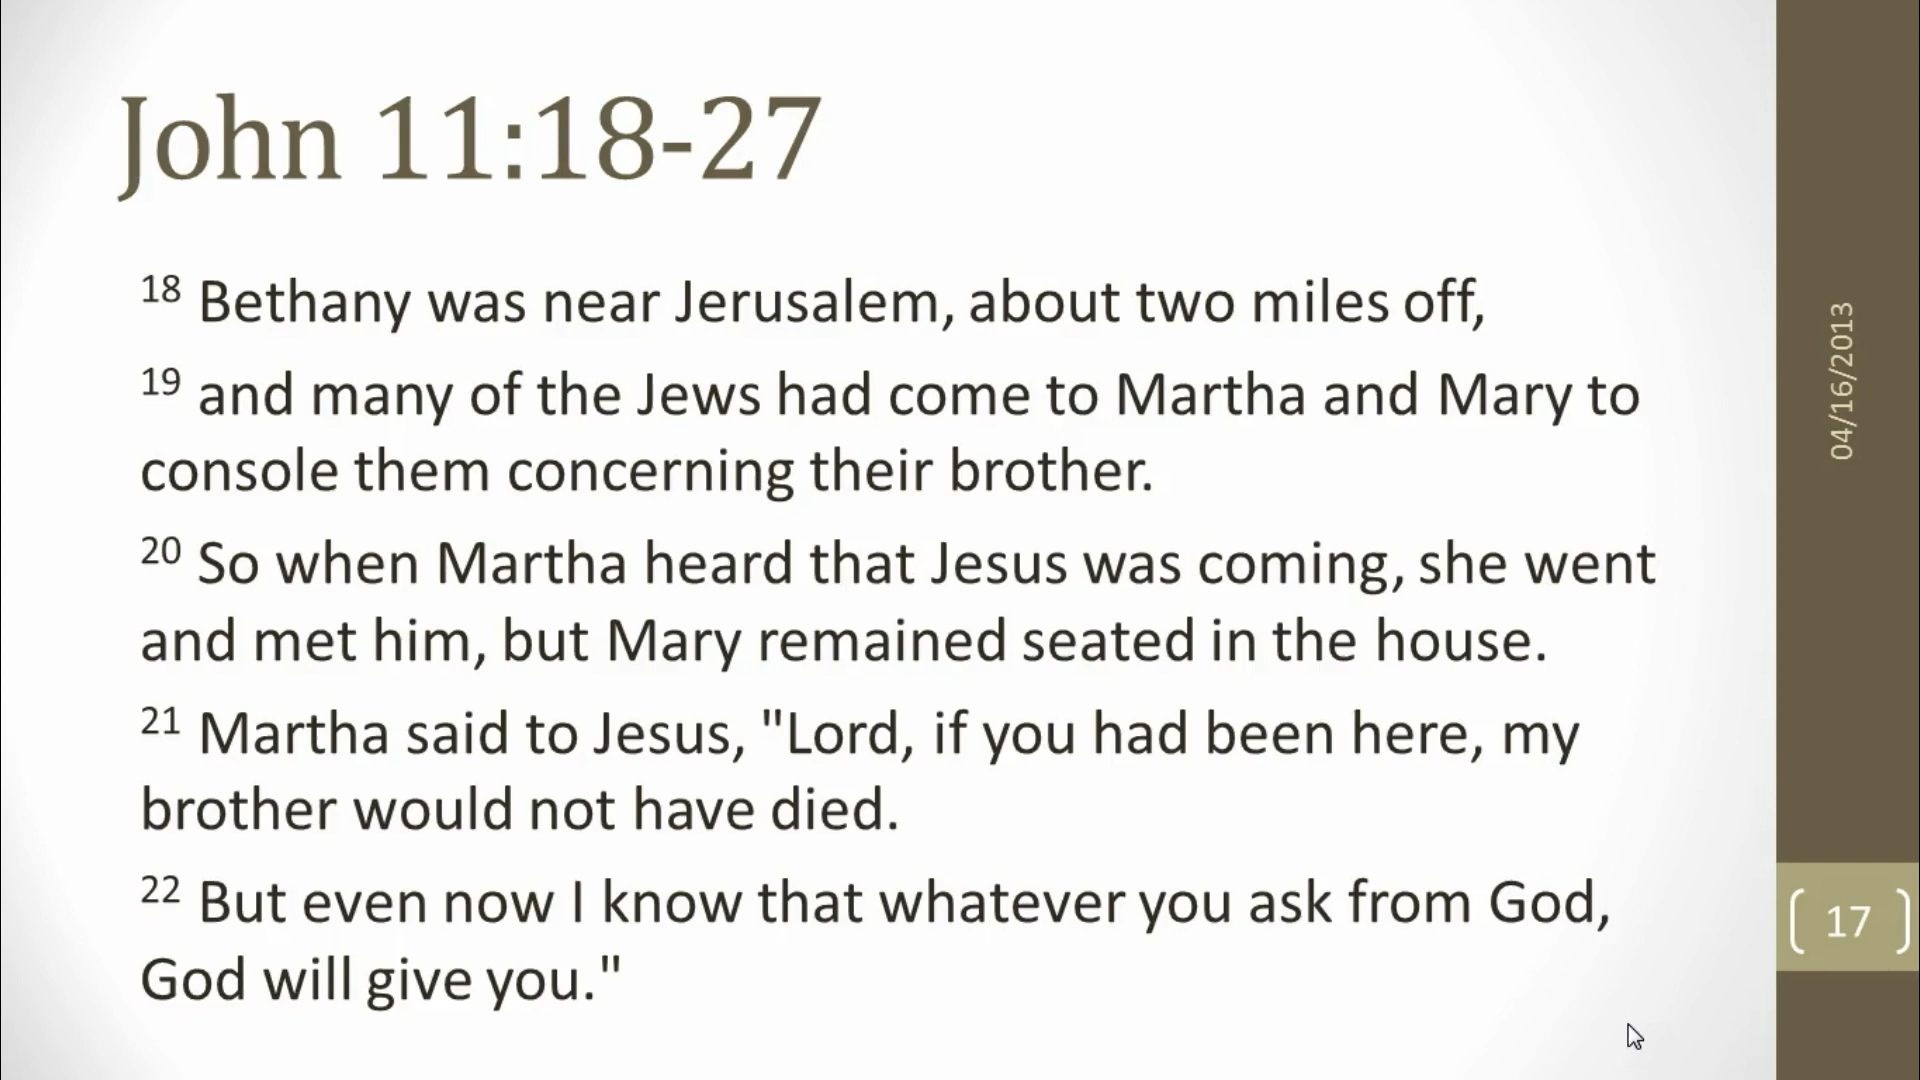 John 11:18-27
18 Bethany was near Jerusalem, about two miles off,
19 and many of the Jews had come to Martha and Mary to
console them concerning their brother.
20 So when Martha heard that Jesus was coming, she went
and met him, but Mary remained seated in the house.
21 Martha said to Jesus, "Lord, if you had been here, my
brother would not have died.
22 But even now I know that whatever you ask from God,
God will give you."
04/16/2013
17